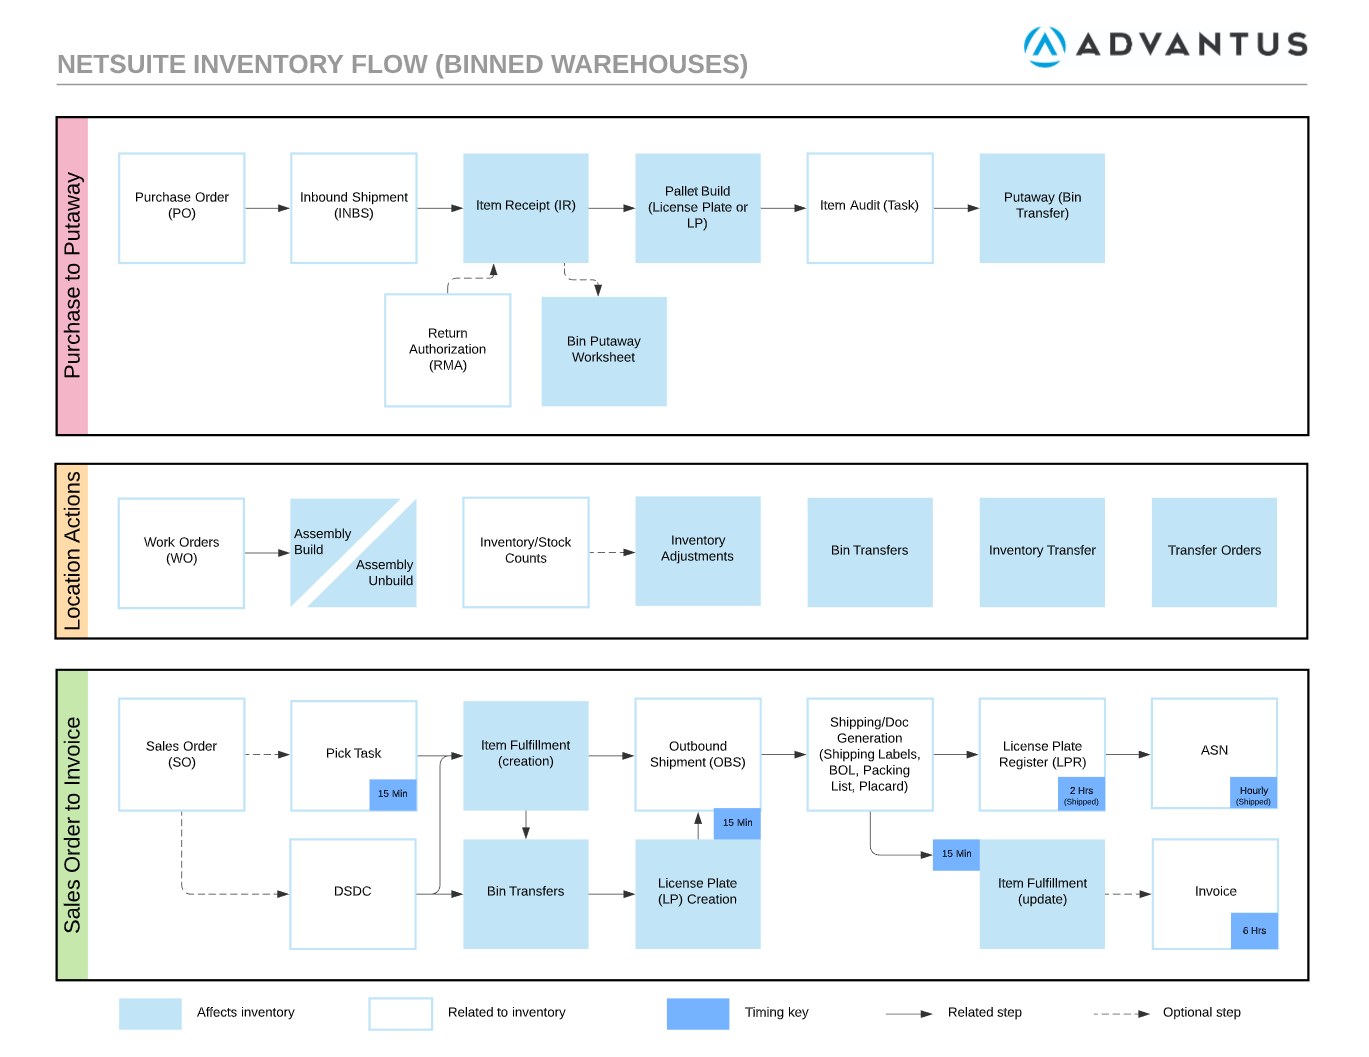 ADVANTUS
NETSUITE INVENTORY FLOW (BINNED WAREHOUSES)
Purchase to Putaway
Purchase Order
(PO)
Inbound Shipment
(INBS)
Item Receipt (IR)
Pallet Build
(License Plate or
LP)
Item Audit (Task)
Putaway (Bin
Transfer)
Return
Authorization
(RMA)
Bin Putaway
Worksheet
Location Actions
Work Orders
(WO)
Assembly
Build
Assembly
Unbuild
Inventory/Stock
Counts
Inventory
Adjustments
Bin Transfers
Inventory Transfer
Transfer Orders
Sales Order to Invoice
Sales Order
(SO)
Pick Task
15 Min
Item Fulfillment
(creation)
Outbound
Shipment (OBS)
15 Min
Shipping/Doc
Generation
(Shipping Labels,
BOL, Packing
List, Placard)
License Plate
Register (LPR)
2 Hrs
(Shipped)
ASN
Hourly
(Shipped)
DSDC
Bin Transfers
License Plate
(LP) Creation
15 Min
Item Fulfillment
(update)
Invoice
6 Hrs
Affects inventory
Related to inventory
Timing key
Related step
Optional step